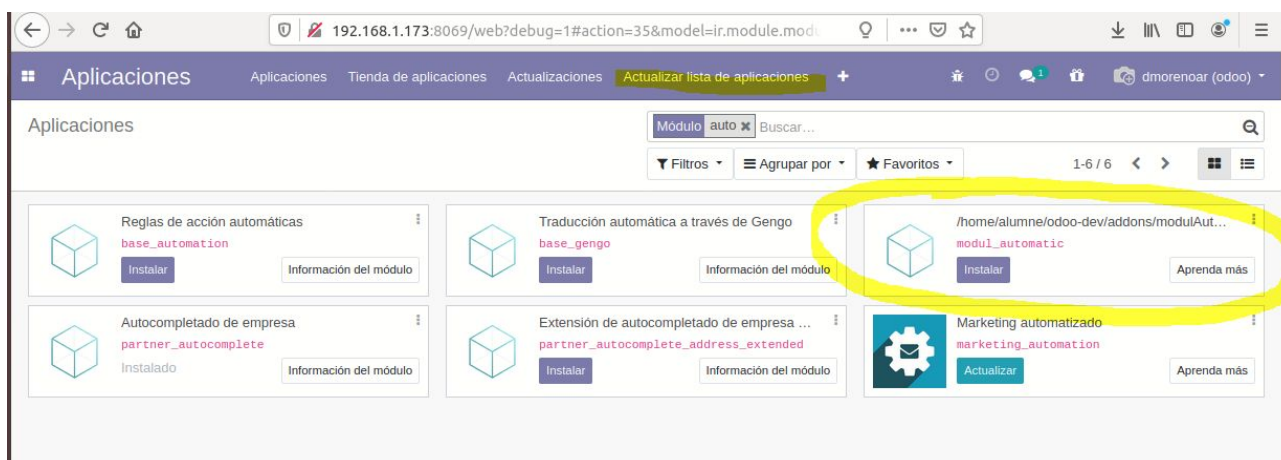 192.168.1.173:8069/web?debug=1#action=35&model=ir.module.modu
Aplicaciones Aplicaciones Tienda de aplicaciones Actualizaciones Actualizar lista de aplicaciones + 1 dmorenoar (odoo)
Aplicaciones Módulo auto Buscar...
Filtros Agrupar por Favoritos 1-6 / 6
Reglas de acción automáticas
base_automation
Instalar Información del módulo
Traducción automática a través de Gengo
base_gengo
Instalar Información del módulo
/home/alumne/odoo-dev/addons/modulAut...
modul_automatic
Instalar Aprenda más
Autocompletado de empresa
partner_autocomplete
Instalado Información del módulo
Extensión de autocompletado de empresa ...
partner_autocomplete_address_extended
Instalar Información del módulo
Marketing automatizado
marketing_automation
Actualizar Aprenda más